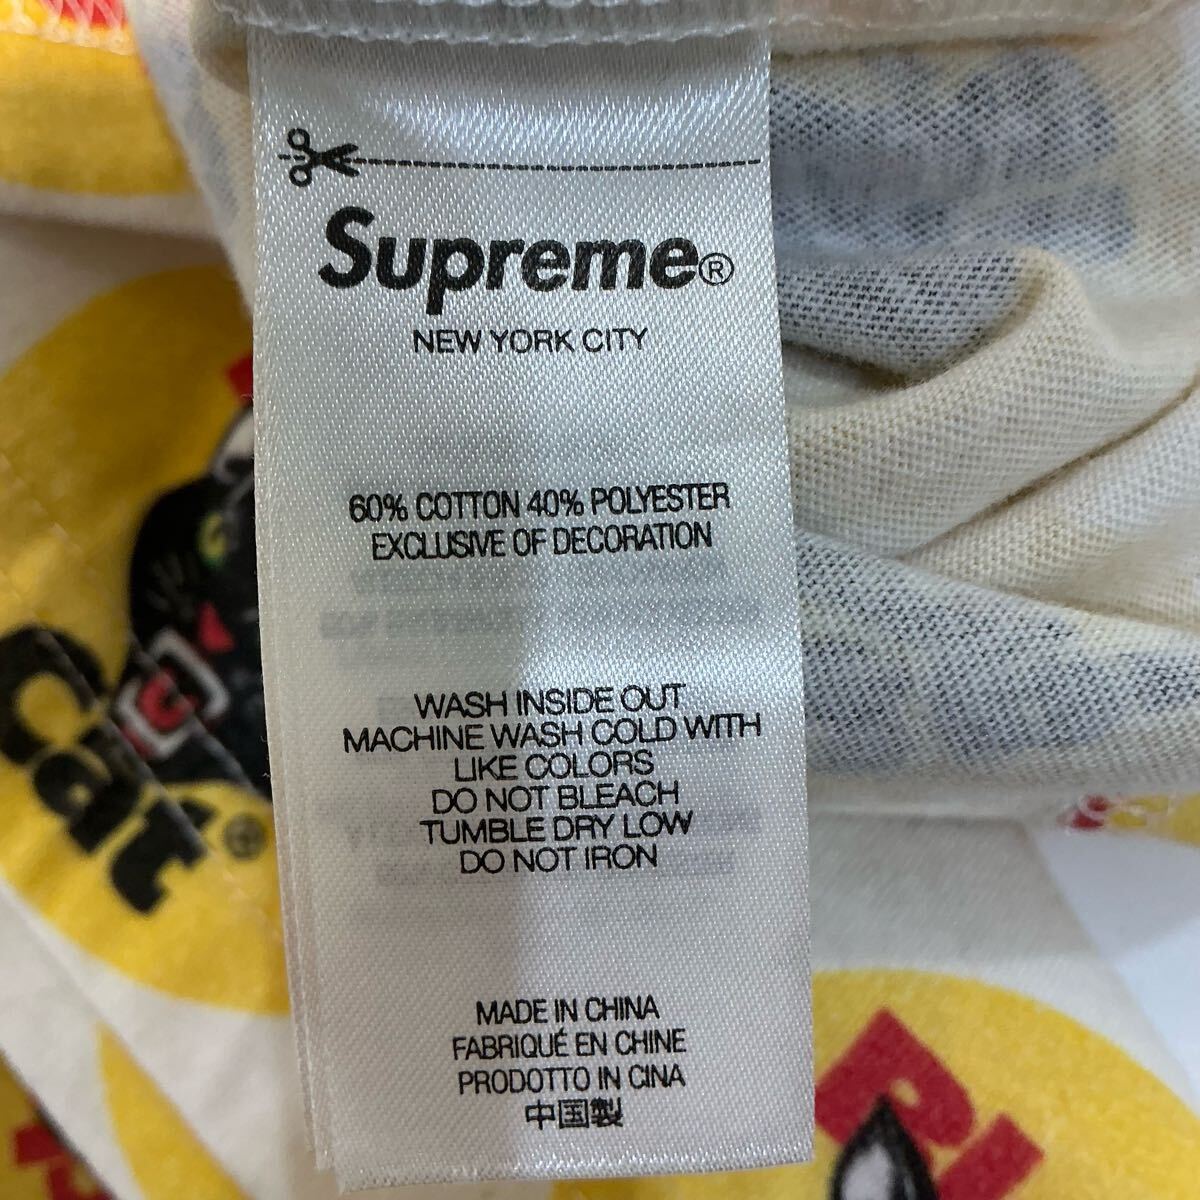 Supreme®
NEW YORK CITY
60% COTTON 40% POLYESTER
EXCLUSIVE OF DECORATION
WASH INSIDE OUT
MACHINE WASH COLD WITH
LIKE COLORS
DO NOT BLEACH
TUMBLE DRY LOW
DO NOT IRON
MADE IN CHINA
FABRIQUÉ EN CHINE
PRODOTTO IN CINA
中国製
Cat®